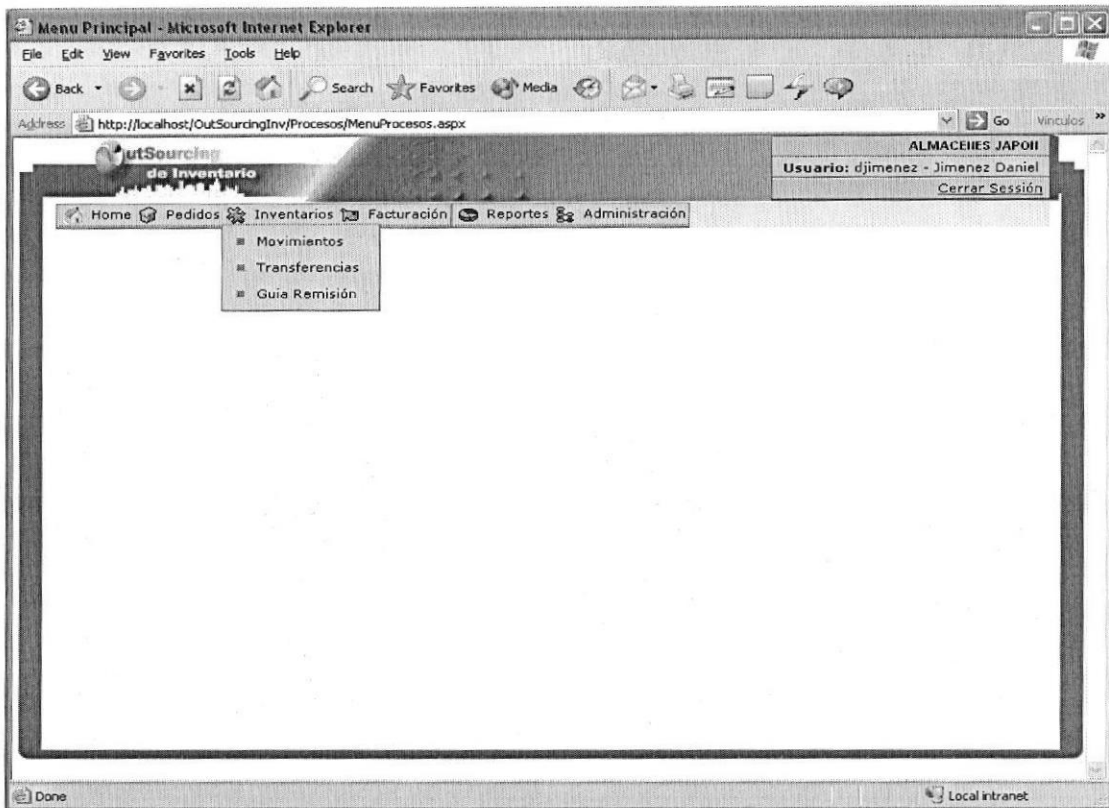 Menu Principal - Microsoft Internet Explorer
File Edit View Favorites Tools Help
Back Search Favorites Media
Address http://localhost/OutSourcingInv/Procesos/MenuProcesos.aspx Go Vinculos »
utSourcing
de Inventario
ALMACENES JAPON
Usuario: djimenez - Jimenez Daniel
Cerrar Sessión
Home Pedidos Inventarios Facturación Reportes Administración
Movimientos
Transferencias
Guia Remisión
Done Local intranet